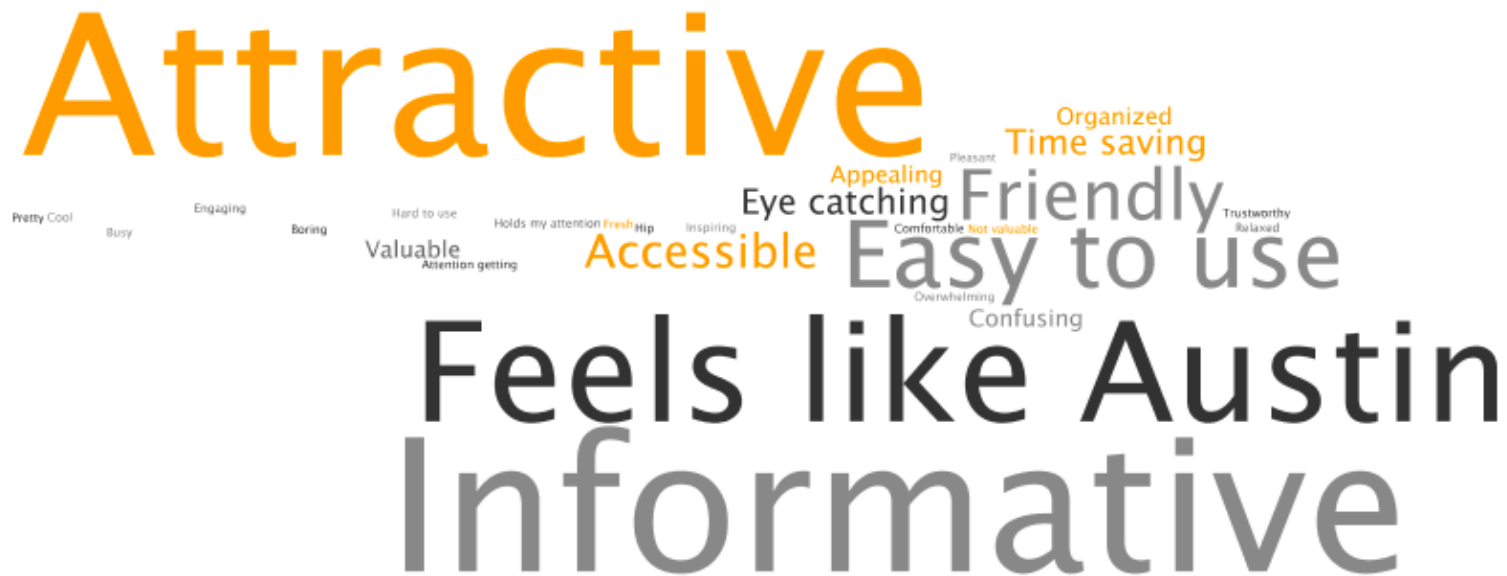 Attractive
Organized
Time saving
Pleasant
Appealing
Eye catching
Friendly
Pretty
Cool
Busy
Engaging
Boring
Hard to use
Valuable
Attention getting
Holds my attention
Fresh
Hip
Inspiring
Accessible
Comfortable
Not valuable
Trustworthy
Relaxed
Easy to use
Overwhelming
Confusing
Feels like Austin
Informative